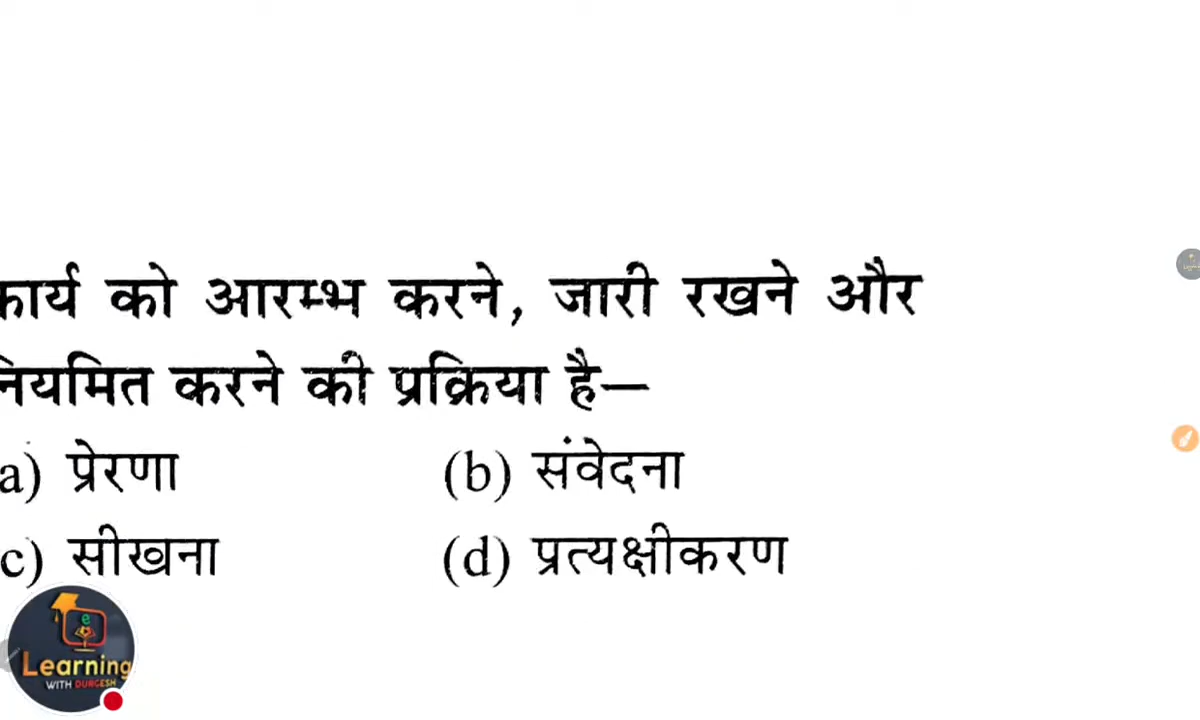 कार्य को आरम्भ करने, जारी रखने और
नियमित करने की प्रक्रिया है—
a) प्रेरणा (b) संवेदना
c) सीखना (d) प्रत्यक्षीकरण
e
Learning
WITH DURGESH